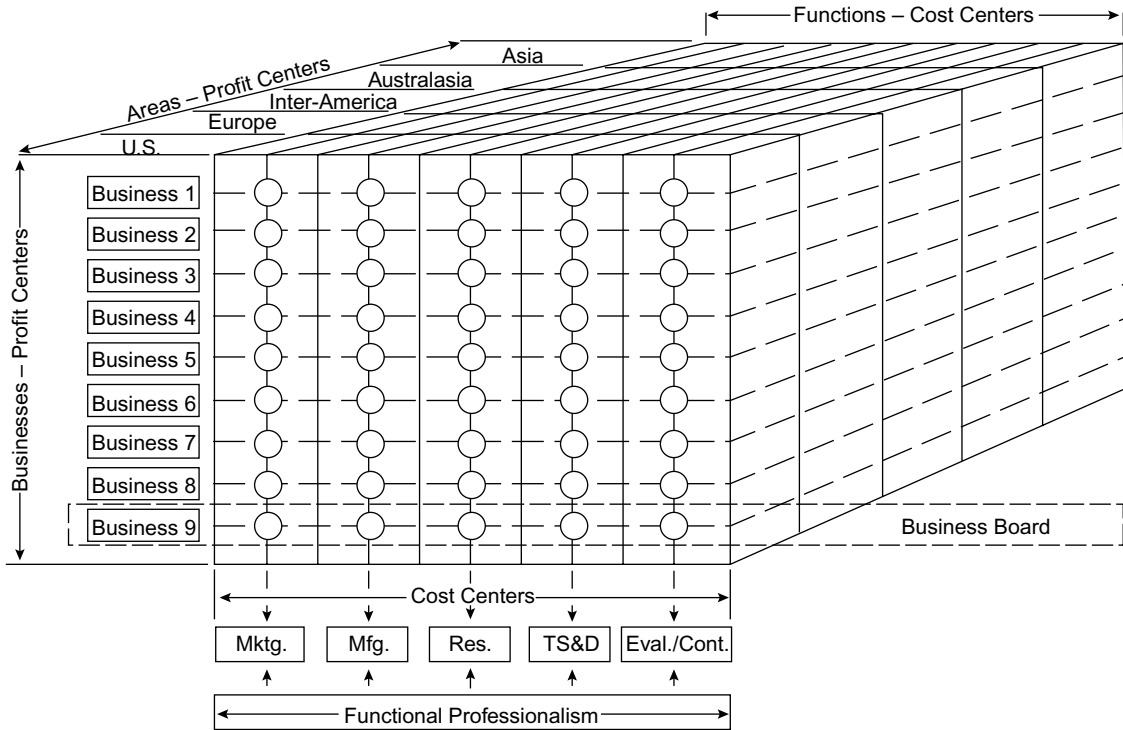 Functions – Cost Centers
Areas – Profit Centers
Asia
Australasia
Inter-America
Europe
U.S.
Businesses – Profit Centers
Business 1
Business 2
Business 3
Business 4
Business 5
Business 6
Business 7
Business 8
Business 9
Business Board
Cost Centers
Mktg. Mfg. Res. TS&D Eval./Cont.
Functional Professionalism